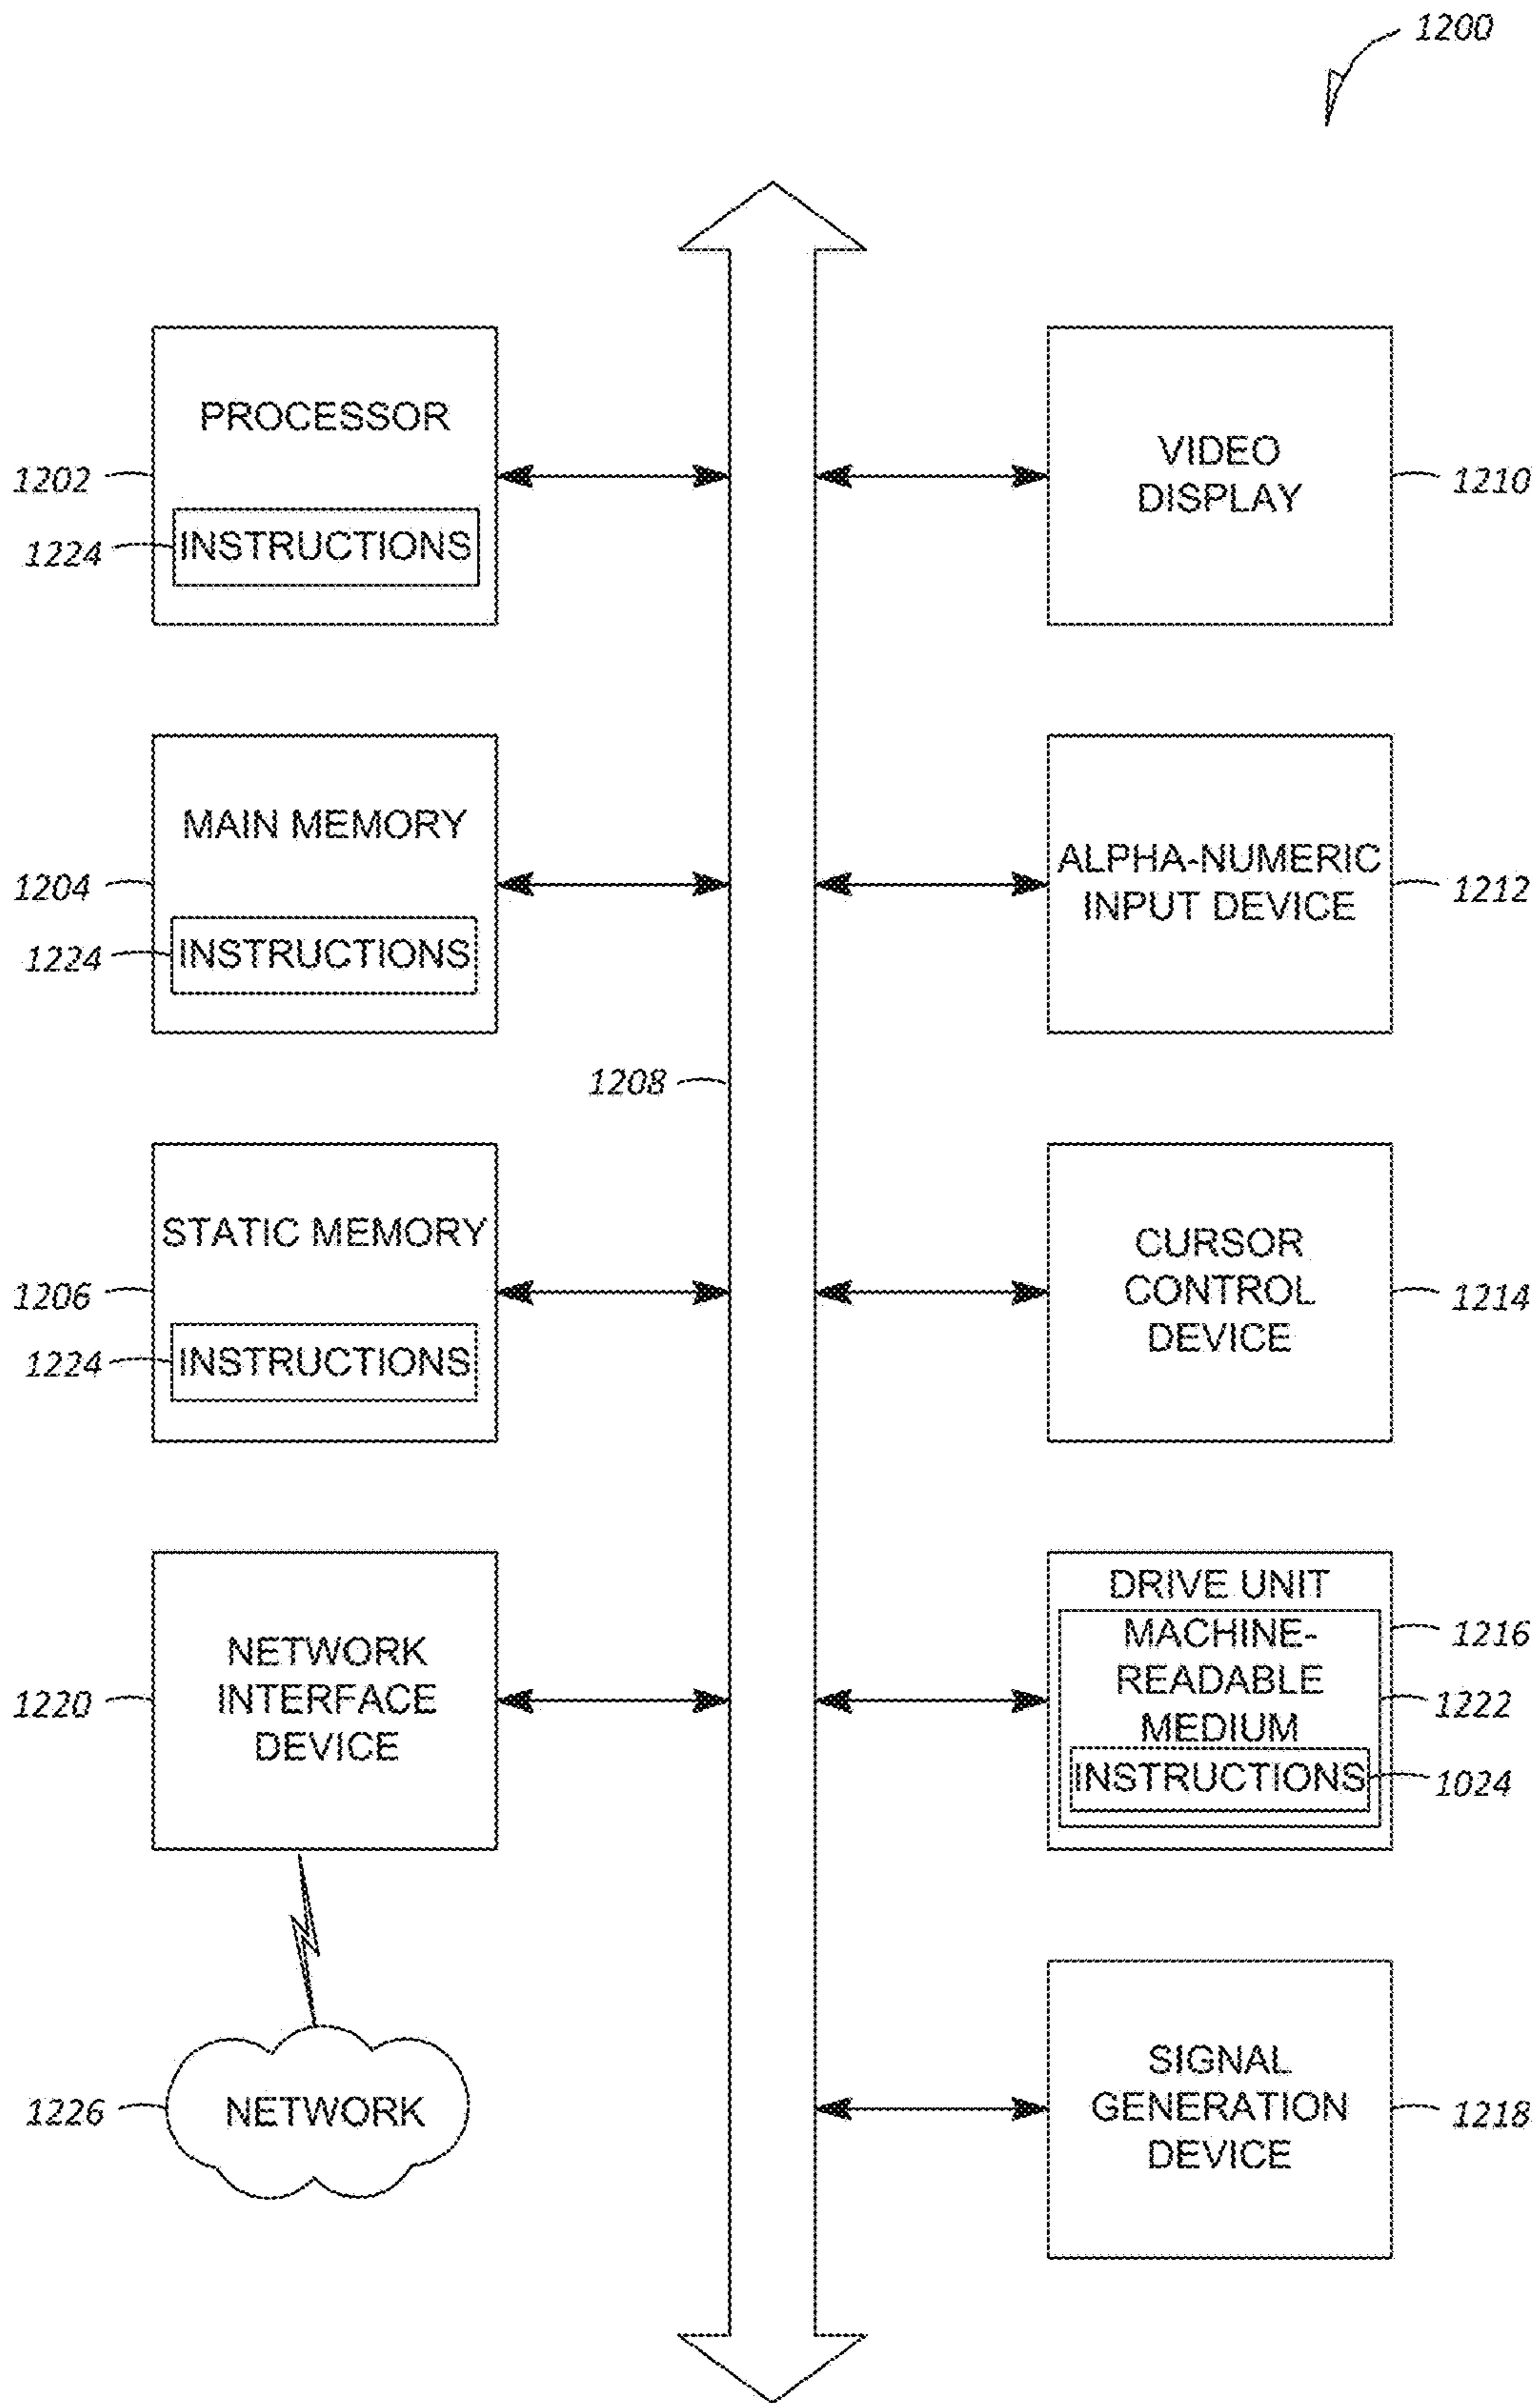 1200
PROCESSOR
1202
1224
INSTRUCTIONS
MAIN MEMORY
1204
1224
INSTRUCTIONS
1208
STATIC MEMORY
1206
1224
INSTRUCTIONS
NETWORK
INTERFACE
DEVICE
1220
1226
NETWORK
VIDEO
DISPLAY
1210
ALPHA-NUMERIC
INPUT DEVICE
1212
CURSOR
CONTROL
DEVICE
1214
DRIVE UNIT
1216
MACHINE-
READABLE
MEDIUM
1222
INSTRUCTIONS
1024
SIGNAL
GENERATION
DEVICE
1218